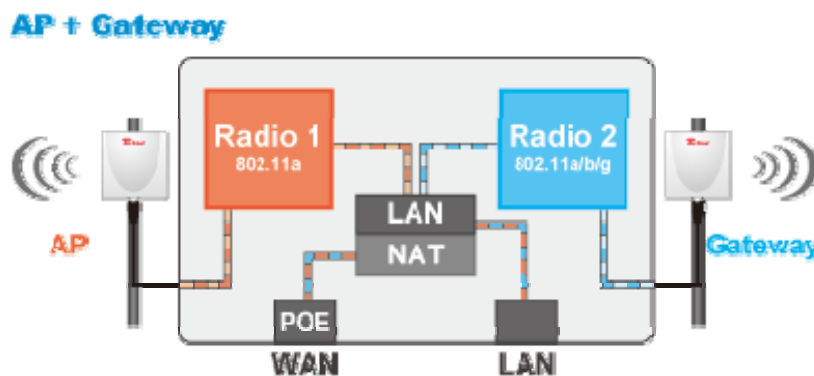 AP + Gateway
Radio 1
802.11a
Radio 2
802.11a/b/g
LAN
NAT
AP
Gateway
POE
WAN
LAN